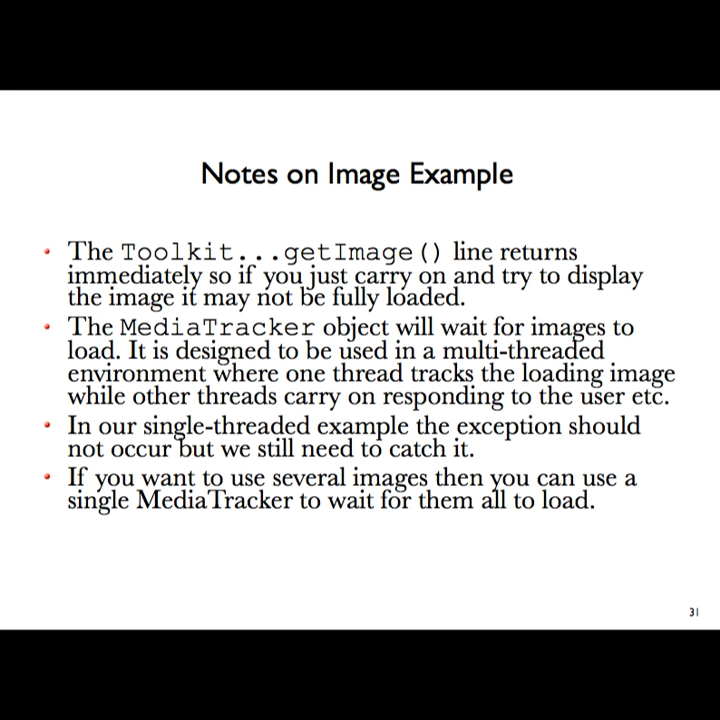 Notes on Image Example
• The Toolkit...getImage() line returns
immediately so if you just carry on and try to display
the image it may not be fully loaded.
• The MediaTracker object will wait for images to
load. It is designed to be used in a multi-threaded
environment where one thread tracks the loading image
while other threads carry on responding to the user etc.
• In our single-threaded example the exception should
not occur but we still need to catch it.
• If you want to use several images then you can use a
single MediaTracker to wait for them all to load.
31